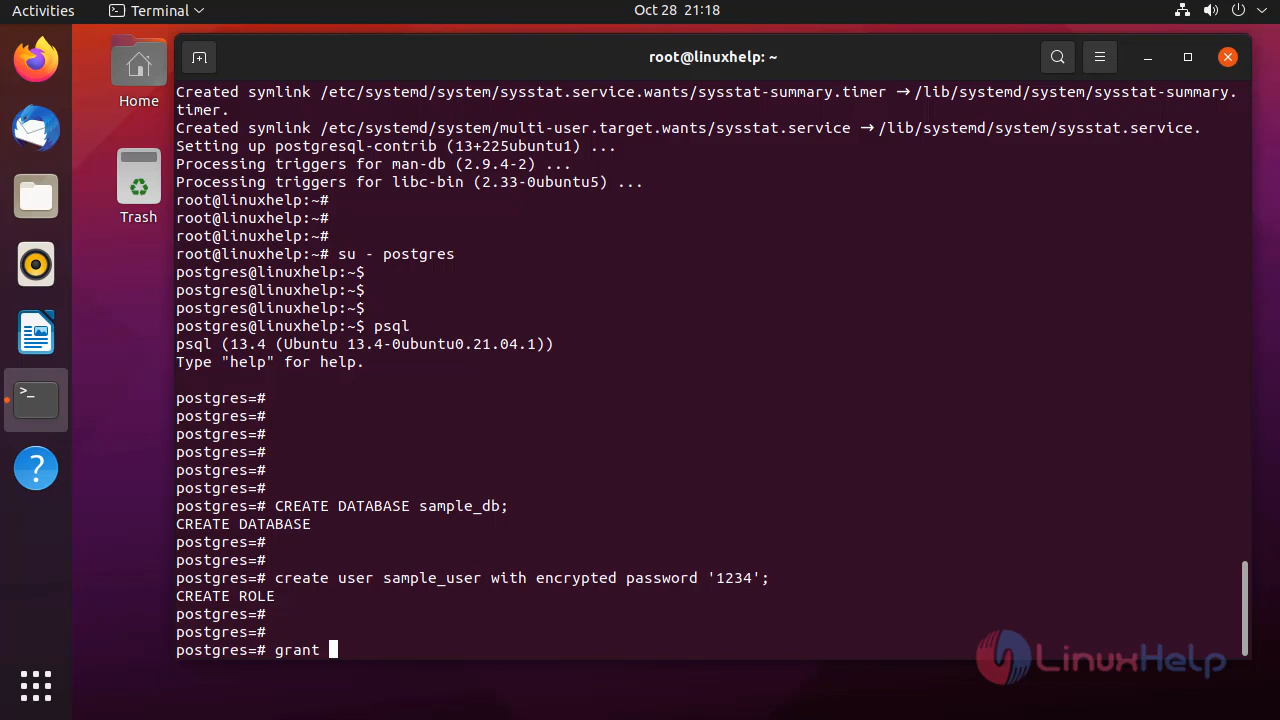 Activities
Terminal
Oct 28 21:18
Home
Trash
root@linuxhelp: ~
Created symlink /etc/systemd/system/sysstat.service.wants/sysstat-summary.timer → /lib/systemd/system/sysstat-summary.
timer.
Created symlink /etc/systemd/system/multi-user.target.wants/sysstat.service → /lib/systemd/system/sysstat.service.
Setting up postgresql-contrib (13+225ubuntu1) ...
Processing triggers for man-db (2.9.4-2) ...
Processing triggers for libc-bin (2.33-0ubuntu5) ...
root@linuxhelp:~#
root@linuxhelp:~#
root@linuxhelp:~#
root@linuxhelp:~# su - postgres
postgres@linuxhelp:~$
postgres@linuxhelp:~$
postgres@linuxhelp:~$
postgres@linuxhelp:~$ psql
psql (13.4 (Ubuntu 13.4-0ubuntu0.21.04.1))
Type "help" for help.
postgres=#
postgres=#
postgres=#
postgres=#
postgres=#
postgres=#
postgres=# CREATE DATABASE sample_db;
CREATE DATABASE
postgres=#
postgres=#
postgres=# create user sample_user with encrypted password '1234';
CREATE ROLE
postgres=#
postgres=#
postgres=# grant
LinuxHelp